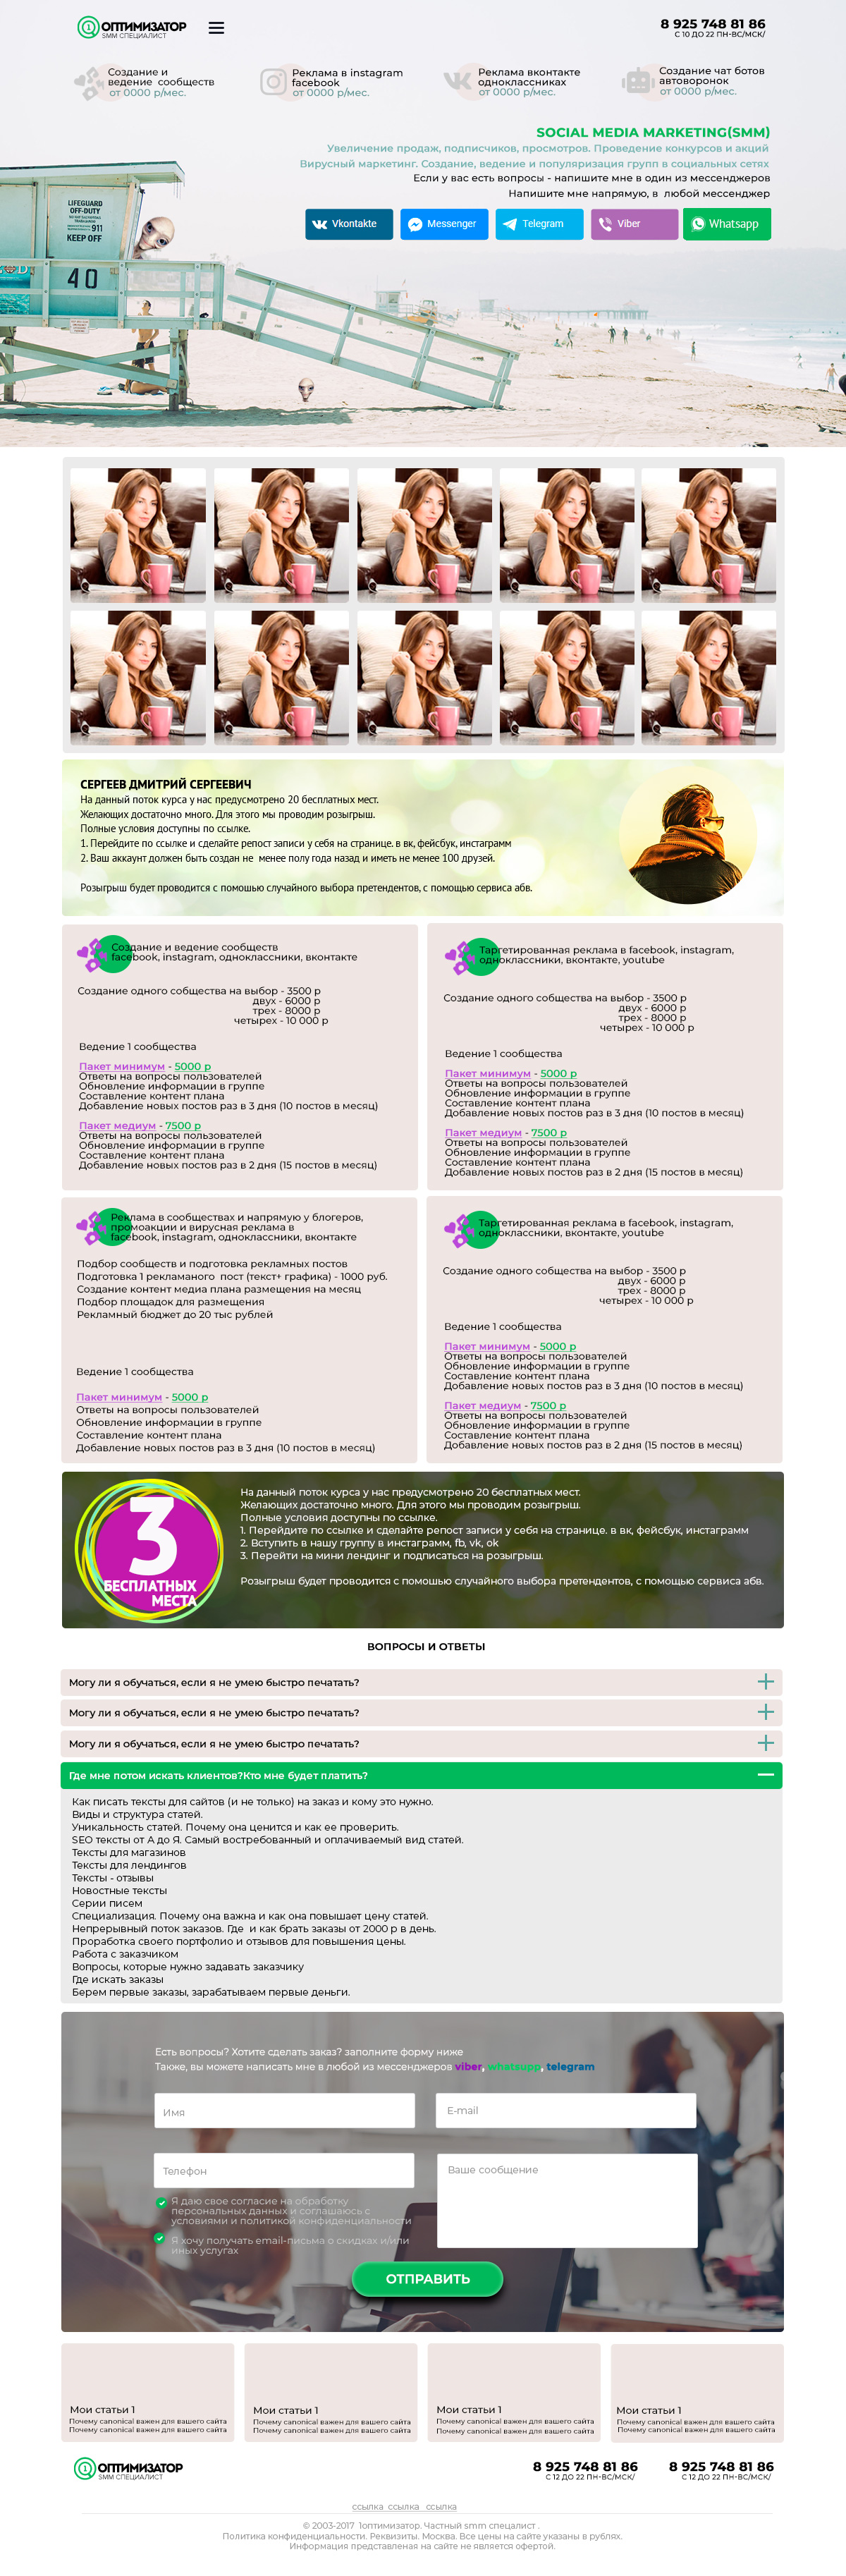 1ОПТИМИЗАТОР
SMM СПЕЦИАЛИСТ
8 925 748 81 86
С 10 ДО 22 ПН-ВС/МСК/
Создание и
ведение сообществ
от 0000 р/мес.
Реклама в instagram
facebook
от 0000 р/мес.
Реклама вконтакте
одноклассниках
от 0000 р/мес.
Создание чат ботов
автоворонок
от 0000 р/мес.
SOCIAL MEDIA MARKETING(SMM)
Увеличение продаж, подписчиков, просмотров. Проведение конкурсов и акций
Вирусный маркетинг. Создание, ведение и популяризация групп в социальных сетях
Если у вас есть вопросы - напишите мне в один из мессенджеров
Напишите мне напрямую, в любой мессенджер
Vkontakte
Messenger
Telegram
Viber
Whatsapp
LIFEGUARD
OFF-DUTY
911
KEEP OFF
40
СЕРГЕЕВ ДМИТРИЙ СЕРГЕЕВИЧ
На данный поток курса у нас предусмотрено 20 бесплатных мест.
Желающих достаточно много. Для этого мы проводим розыгрыш.
Полные условия доступны по ссылке.
1. Перейдите по ссылке и сделайте репост записи у себя на странице. в вк, фейсбук, инстаграмм
2. Ваш аккаунт должен быть создан не менее полу года назад и иметь не менее 100 друзей.
Розыгрыш будет проводится с помошью случайного выбора претендентов, с помощью сервиса абв.
Создание и ведение сообществ
facebook, instagram, одноклассники, вконтакте
Создание одного собщества на выбор - 3500 р
двух - 6000 р
трех - 8000 р
четырех - 10 000 р
Ведение 1 сообщества
Пакет минимум - 5000 р
Ответы на вопросы пользователей
Обновление информации в группе
Составление контент плана
Добавление новых постов раз в 3 дня (10 постов в месяц)
Пакет медиум - 7500 р
Ответы на вопросы пользователей
Обновление информации в группе
Составление контент плана
Добавление новых постов раз в 2 дня (15 постов в месяц)
Таргетированная реклама в facebook, instagram,
одноклассники, вконтакте, youtube
Создание одного собщества на выбор - 3500 р
двух - 6000 р
трех - 8000 р
четырех - 10 000 р
Ведение 1 сообщества
Пакет минимум - 5000 р
Ответы на вопросы пользователей
Обновление информации в группе
Составление контент плана
Добавление новых постов раз в 3 дня (10 постов в месяц)
Пакет медиум - 7500 р
Ответы на вопросы пользователей
Обновление информации в группе
Составление контент плана
Добавление новых постов раз в 2 дня (15 постов в месяц)
Реклама в сообществах и напрямую у блогеров,
промоакции и вирусная реклама в
facebook, instagram, одноклассники, вконтакте
Подбор сообществ и подготовка рекламных постов
Подготовка 1 рекламаного пост (текст+ графика) - 1000 руб.
Создание контент медиа плана размещения на месяц
Подбор площадок для размещения
Рекламный бюджет до 20 тыс рублей
Ведение 1 сообщества
Пакет минимум - 5000 р
Ответы на вопросы пользователей
Обновление информации в группе
Составление контент плана
Добавление новых постов раз в 3 дня (10 постов в месяц)
Таргетированная реклама в facebook, instagram,
одноклассники, вконтакте, youtube
Создание одного собщества на выбор - 3500 р
двух - 6000 р
трех - 8000 р
четырех - 10 000 р
Ведение 1 сообщества
Пакет минимум - 5000 р
Ответы на вопросы пользователей
Обновление информации в группе
Составление контент плана
Добавление новых постов раз в 3 дня (10 постов в месяц)
Пакет медиум - 7500 р
Ответы на вопросы пользователей
Обновление информации в группе
Составление контент плана
Добавление новых постов раз в 2 дня (15 постов в месяц)
3
БЕСПЛАТНЫХ
МЕСТА
На данный поток курса у нас предусмотрено 20 бесплатных мест.
Желающих достаточно много. Для этого мы проводим розыгрыш.
Полные условия доступны по ссылке.
1. Перейдите по ссылке и сделайте репост записи у себя на странице. в вк, фейсбук, инстаграмм
2. Вступить в нашу группу в инстаграмм, fb, vk, ok
3. Перейти на мини лендинг и подписаться на розыгрыш.
Розыгрыш будет проводится с помошью случайного выбора претендентов, с помощью сервиса абв.
ВОПРОСЫ И ОТВЕТЫ
Могу ли я обучаться, если я не умею быстро печатать?
Могу ли я обучаться, если я не умею быстро печатать?
Могу ли я обучаться, если я не умею быстро печатать?
Где мне потом искать клиентов?Кто мне будет платить?
Как писать тексты для сайтов (и не только) на заказ и кому это нужно.
Виды и структура статей.
Уникальность статей. Почему она ценится и как ее проверить.
SEO тексты от А до Я. Самый востребованный и оплачиваемый вид статей.
Тексты для магазинов
Тексты для лендингов
Тексты - отзывы
Новостные тексты
Серии писем
Специализация. Почему она важна и как она повышает цену статей.
Непрерывный поток заказов. Где и как брать заказы от 2000 р в день.
Проработка своего портфолио и отзывов для повышения цены.
Работа с заказчиком
Вопросы, которые нужно задавать заказчику
Где искать заказы
Берем первые заказы, зарабатываем первые деньги.
Есть вопросы? Хотите сделать заказ? заполните форму ниже
Также, вы можете написать мне в любой из мессенджеров viber, whatsapp, telegram
Имя
E-mail
Телефон
Ваше сообщение
Я даю свое согласие на обработку
персональных данных и соглашаюсь с
условиями и политикой конфиденциальности
Я хочу получать email-письма о скидках и/или
иных услугах
ОТПРАВИТЬ
Мои статьи 1
Почему canonical важен для вашего сайта
Почему canonical важен для вашего сайта
Мои статьи 1
Почему canonical важен для вашего сайта
Почему canonical важен для вашего сайта
Мои статьи 1
Почему canonical важен для вашего сайта
Почему canonical важен для вашего сайта
Мои статьи 1
Почему canonical важен для вашего сайта
Почему canonical важен для вашего сайта
1ОПТИМИЗАТОР
SMM СПЕЦИАЛИСТ
8 925 748 81 86
С 12 ДО 22 ПН-ВС/МСК/
8 925 748 81 86
С 12 ДО 22 ПН-ВС/МСК/
ссылка ссылка ссылка
© 2003-2017 1оптимизатор. Частный smm спецалист .
Политика конфиденциальности. Реквизиты. Москва. Все цены на сайте указаны в рублях.
Информация представленая на сайте не является офертой.